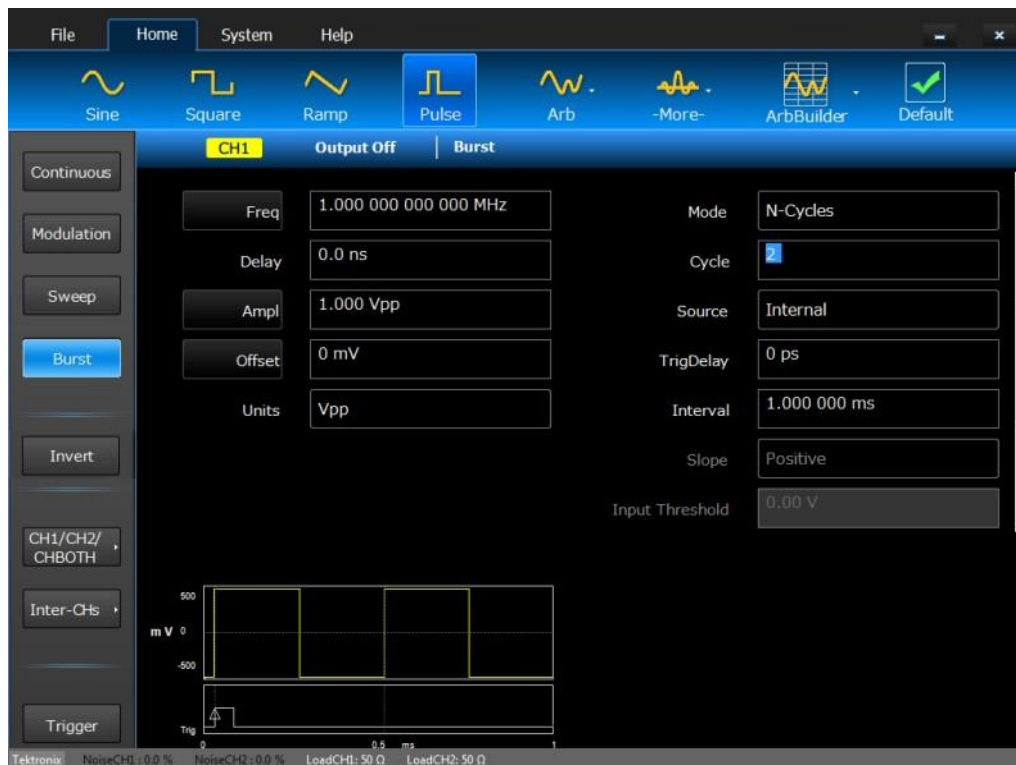 File Home System Help
Sine Square Ramp Pulse Arb -More- ArbBuilder Default
CH1 Output Off Burst
Continuous
Modulation
Sweep
Burst
Invert
CH1/CH2/
CHBOTH
Inter-CHs
Trigger
Freq 1.000 000 000 000 MHz
Delay 0.0 ns
Ampl 1.000 Vpp
Offset 0 mV
Units Vpp
Mode N-Cycles
Cycle 2
Source Internal
TrigDelay 0 ps
Interval 1.000 000 ms
Slope Positive
Input Threshold 0.00 V
500
m V 0
-500
Trig
0 0.5 ms 1
Tektronix NoiseCH1 : 0.0 % NoiseCH2 : 0.0 % LoadCH1: 50 Ω LoadCH2: 50 Ω